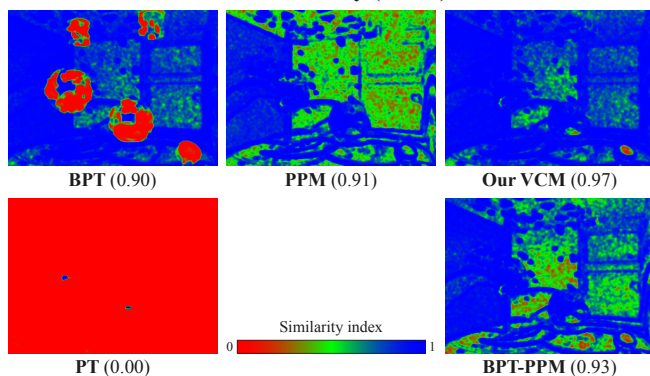 BPT (0.90) PPM (0.91) Our VCM (0.97)
Similarity index
0 1
PT (0.00) BPT-PPM (0.93)